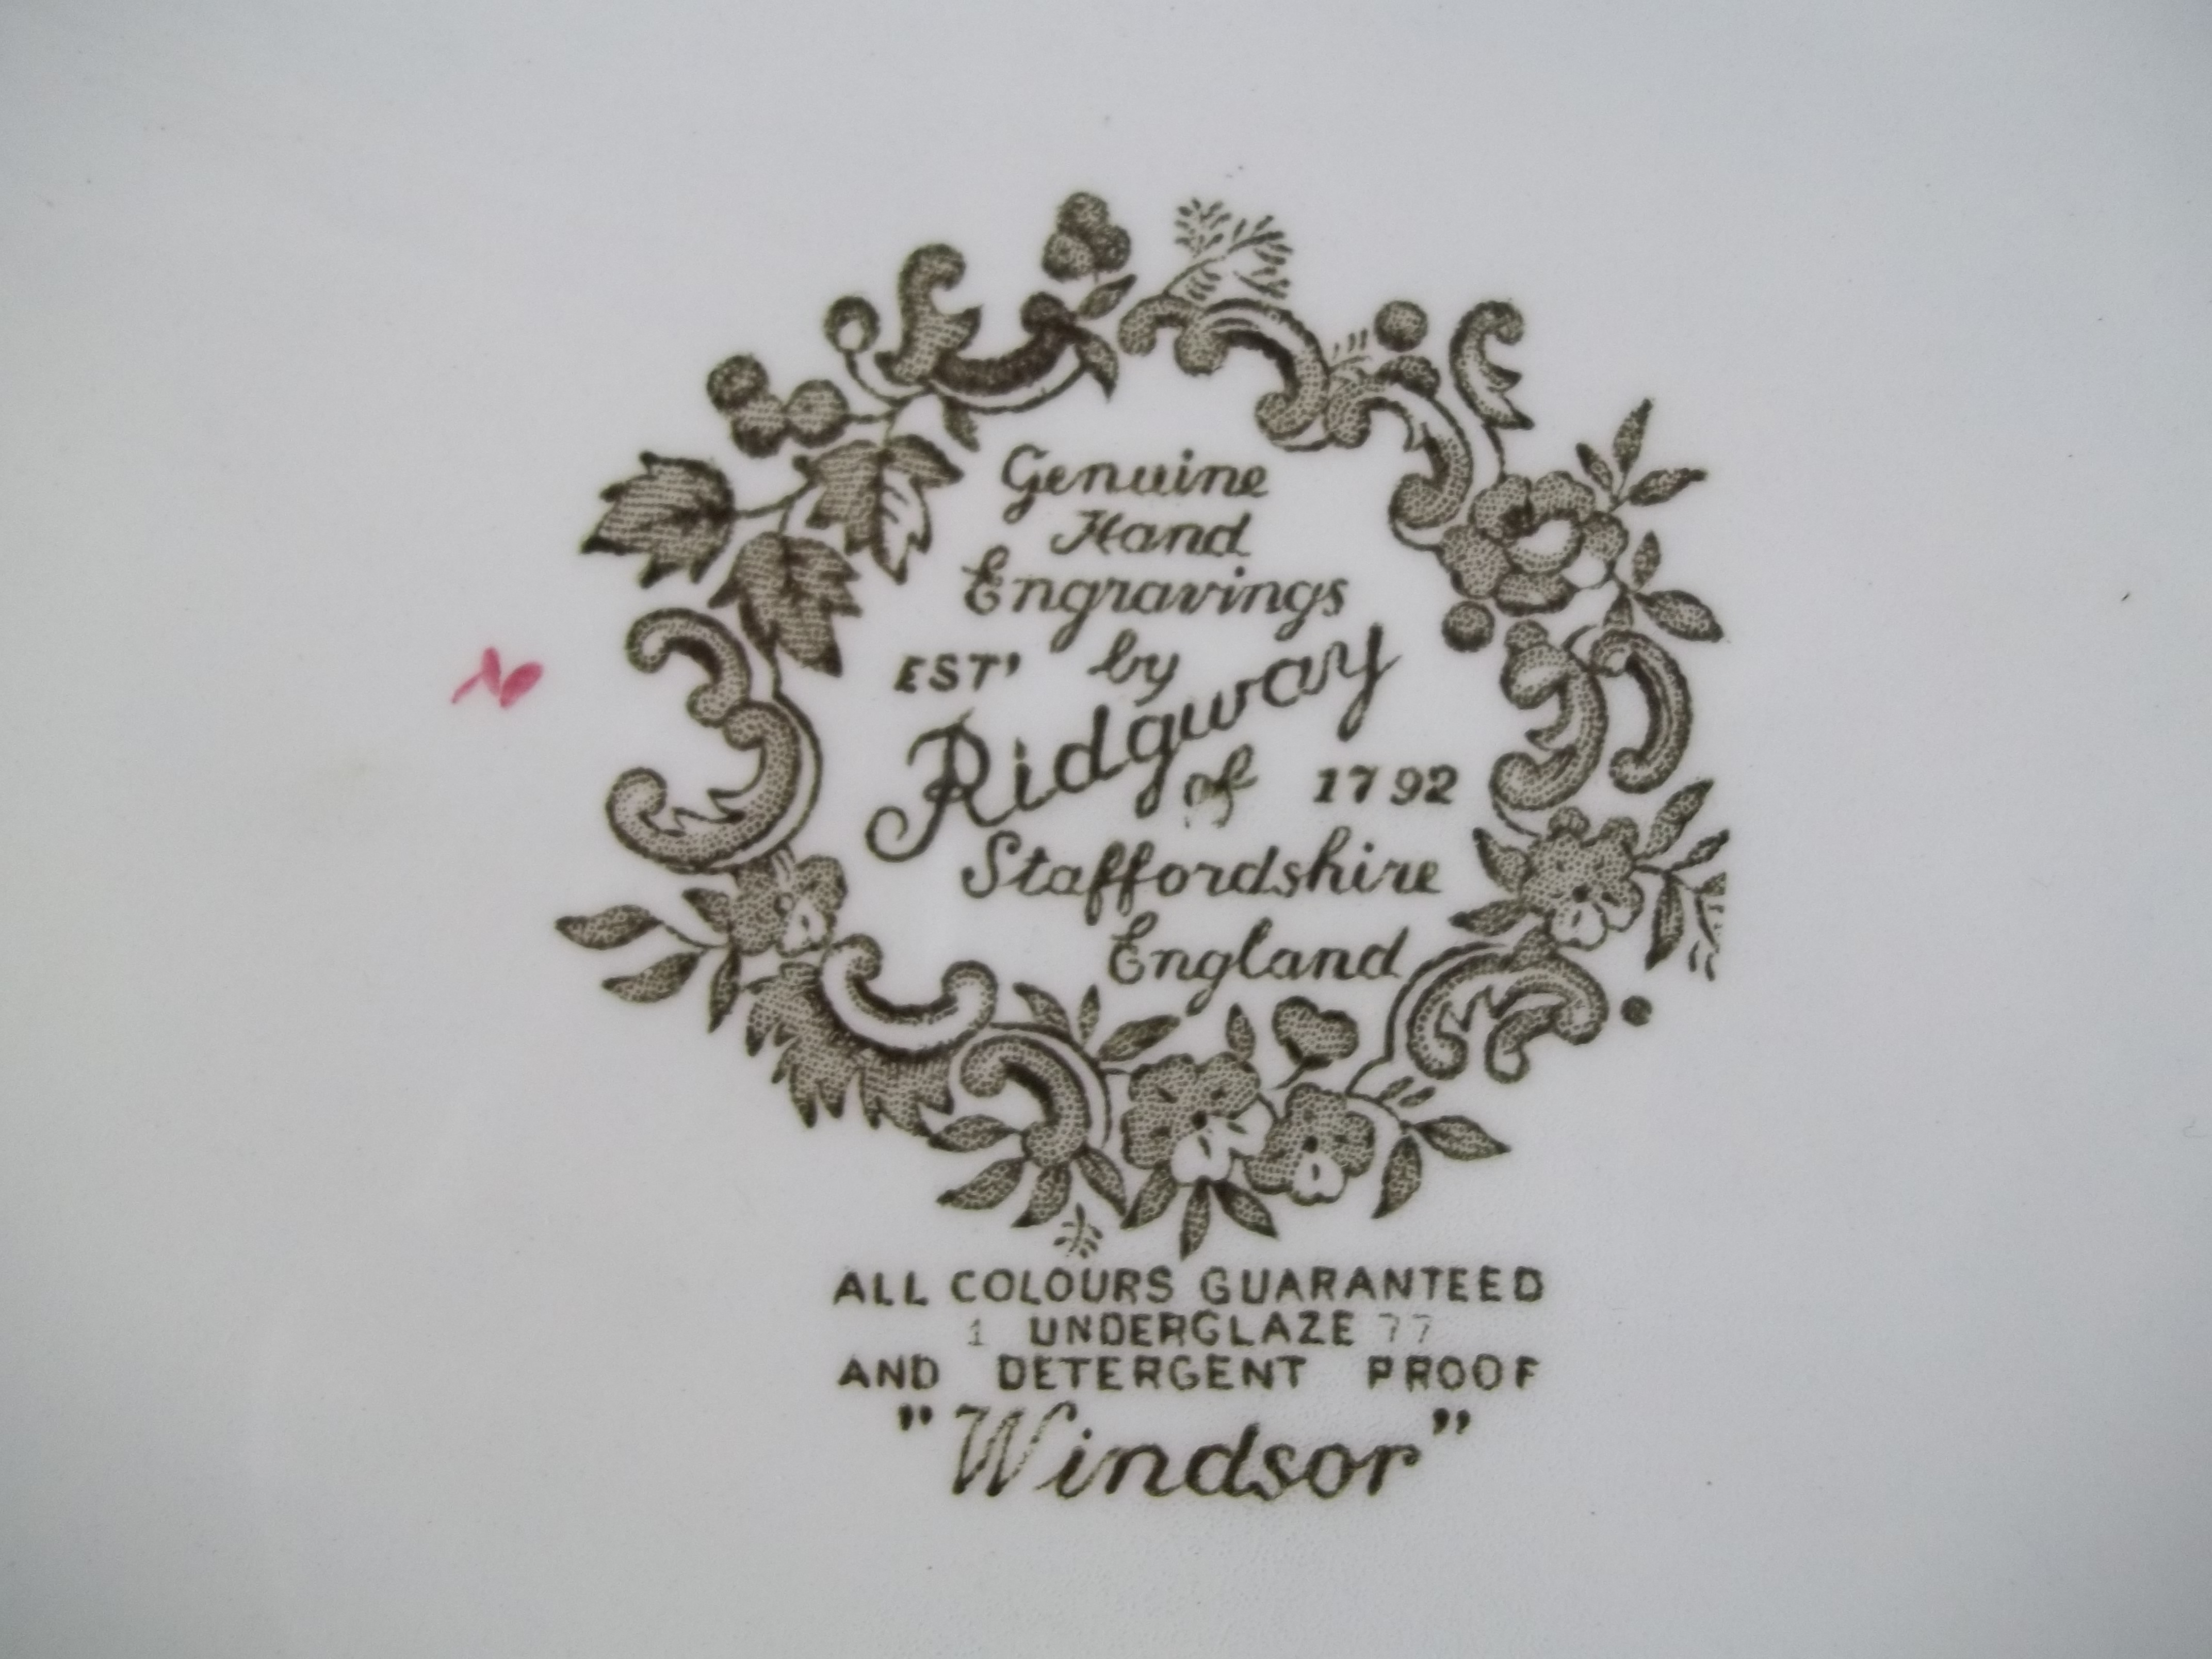 Genuine
Hand
Engravings
EST' by
Ridgway
of 1792
Staffordshire
England
ALL COLOURS GUARANTEED
1 UNDERGLAZE 77
AND DETERGENT PROOF
"Windsor"